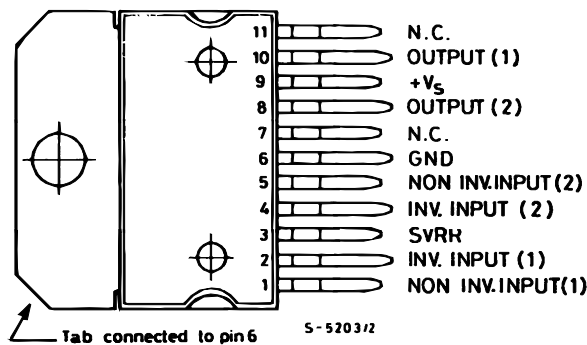 11 N.C.
10 OUTPUT (1)
9 +Vs
8 OUTPUT (2)
7 N.C.
6 GND
5 NON INV. INPUT (2)
4 INV. INPUT (2)
3 SVRR
2 INV. INPUT (1)
1 NON INV. INPUT (1)
Tab connected to pin 6
S-5203/2